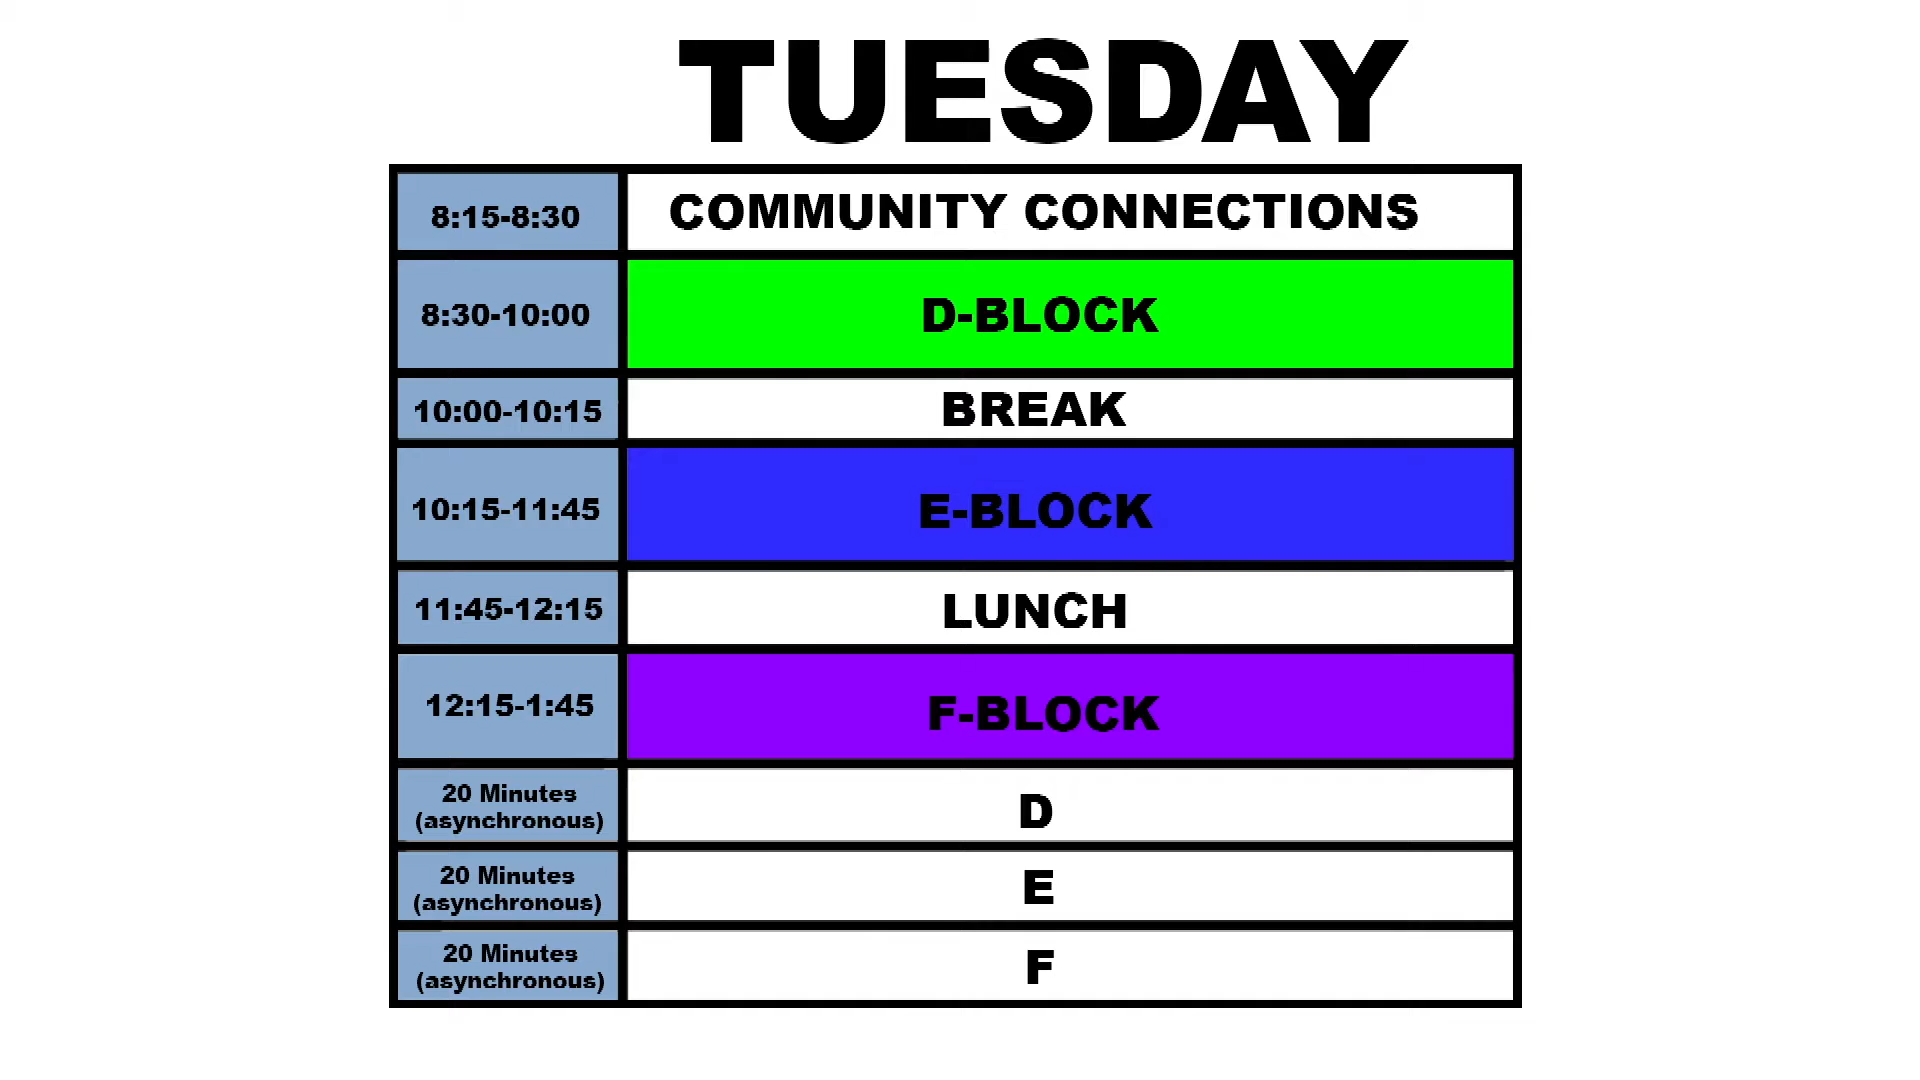 TUESDAY
8:15-8:30 COMMUNITY CONNECTIONS
8:30-10:00 D-BLOCK
10:00-10:15 BREAK
10:15-11:45 E-BLOCK
11:45-12:15 LUNCH
12:15-1:45 F-BLOCK
20 Minutes
(asynchronous)
D
20 Minutes
(asynchronous)
E
20 Minutes
(asynchronous)
F